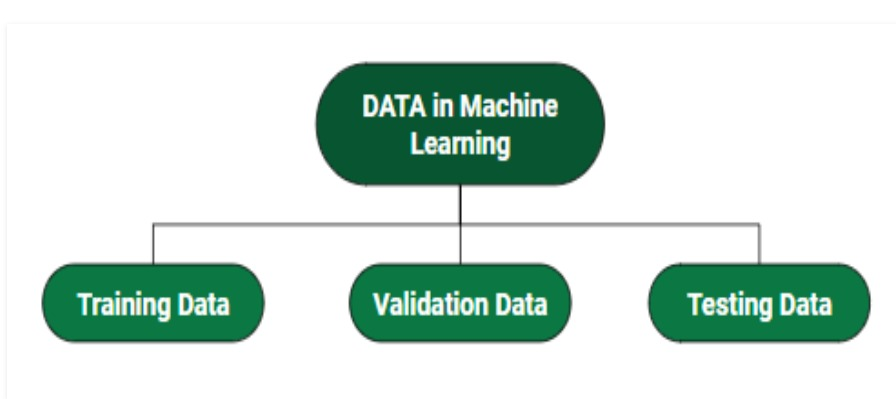 DATA in Machine
Learning
Training Data
Validation Data
Testing Data